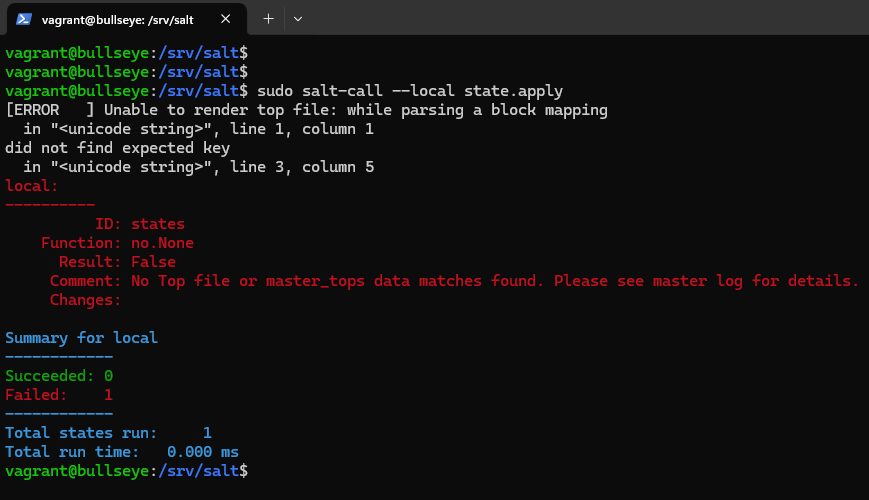 vagrant@bullseye: /srv/salt
vagrant@bullseye:/srv/salt$
vagrant@bullseye:/srv/salt$
vagrant@bullseye:/srv/salt$ sudo salt-call --local state.apply
[ERROR   ] Unable to render top file: while parsing a block mapping
  in "<unicode string>", line 1, column 1
did not find expected key
  in "<unicode string>", line 3, column 5
local:
----------
          ID: states
    Function: no.None
      Result: False
     Comment: No Top file or master_tops data matches found. Please see master log for details.
     Changes:
Summary for local
------------
Succeeded: 0
Failed:    1
------------
Total states run:     1
Total run time:   0.000 ms
vagrant@bullseye:/srv/salt$